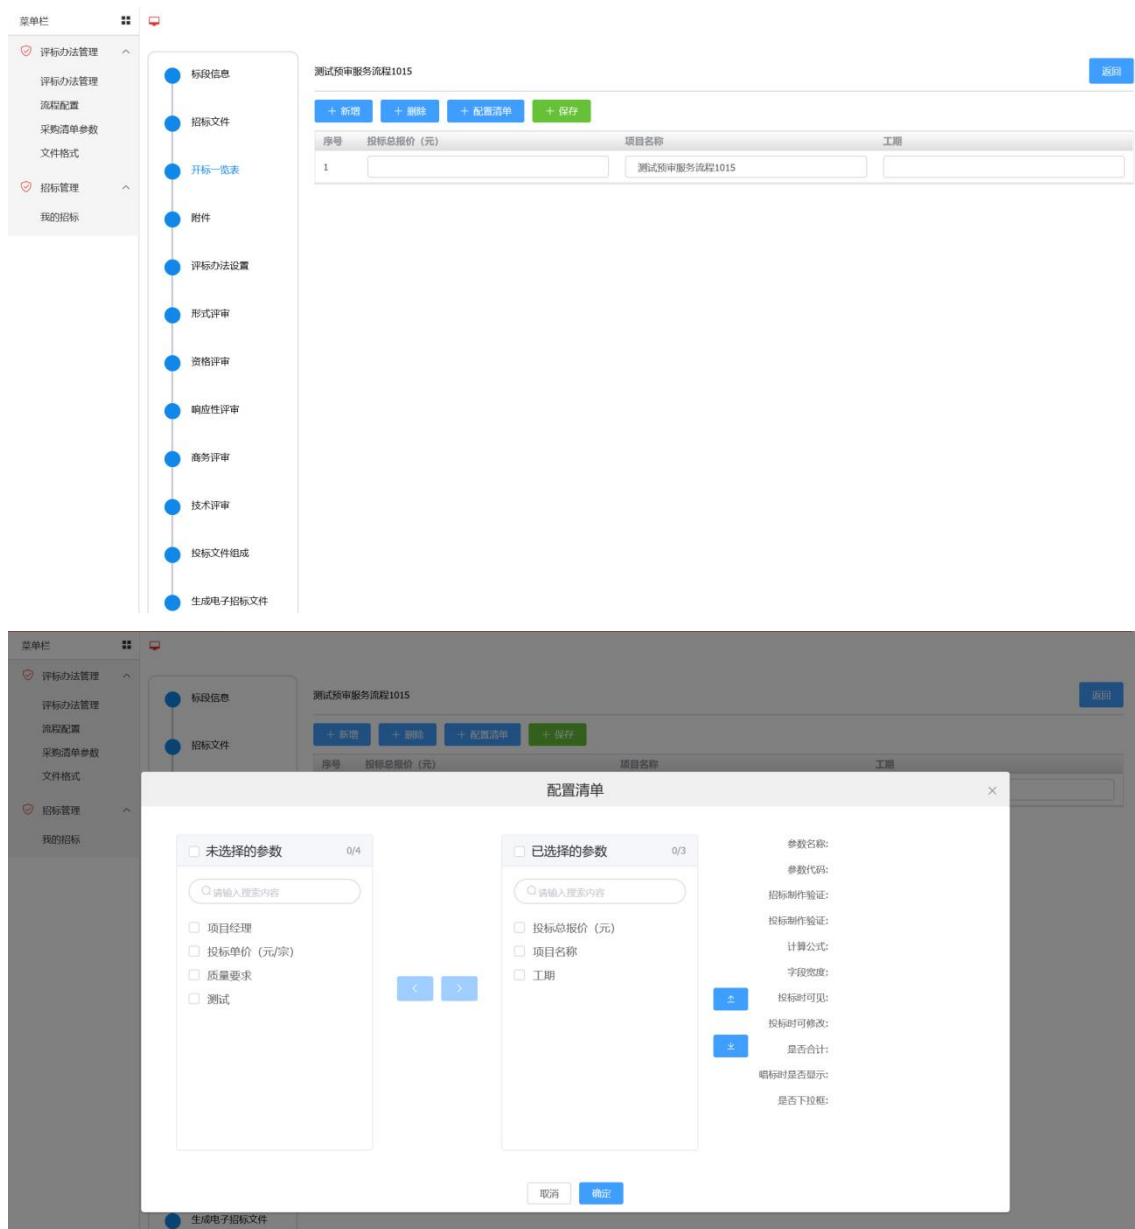 菜单栏
评标办法管理
评标办法管理
流程配置
采购清单参数
文件格式
招标管理
我的招标
标段信息
招标文件
开标一览表
附件
评标办法设置
形式评审
资格评审
响应性评审
商务评审
技术评审
投标文件组成
生成电子招标文件
测试预审服务流程1015
返回
+ 新增 + 删除 + 配置清单 + 保存
序号 投标总报价（元） 项目名称 工期
1 测试预审服务流程1015
菜单栏
评标办法管理
评标办法管理
流程配置
采购清单参数
文件格式
招标管理
我的招标
标段信息
招标文件
生成电子招标文件
测试预审服务流程1015
返回
+ 新增 + 删除 + 配置清单 + 保存
序号 投标总报价（元） 项目名称 工期
配置清单
未选择的参数 0/4
请输入搜索内容
项目经理
投标单价（元/宗）
质量要求
测试
已选择的参数 0/3
请输入搜索内容
投标总报价（元）
项目名称
工期
参数名称:
参数代码:
招标制作验证:
投标制作验证:
计算公式:
字段宽度:
投标时可见:
投标时可修改:
是否合计:
唱标时是否显示:
是否下拉框:
取消 确定